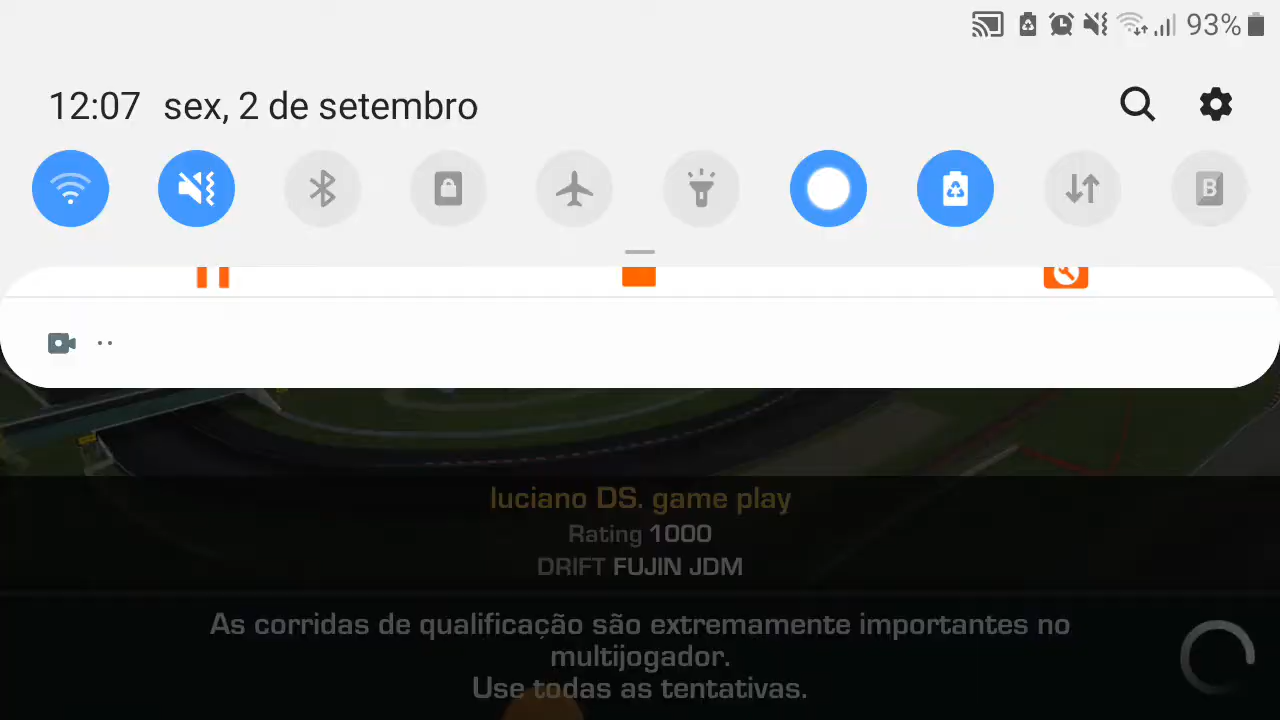 93%
12:07 sex, 2 de setembro
B
luciano DS. game play
Rating 1000
DRIFT FUJIN JDM
As corridas de qualificação são extremamente importantes no
multijogador.
Use todas as tentativas.